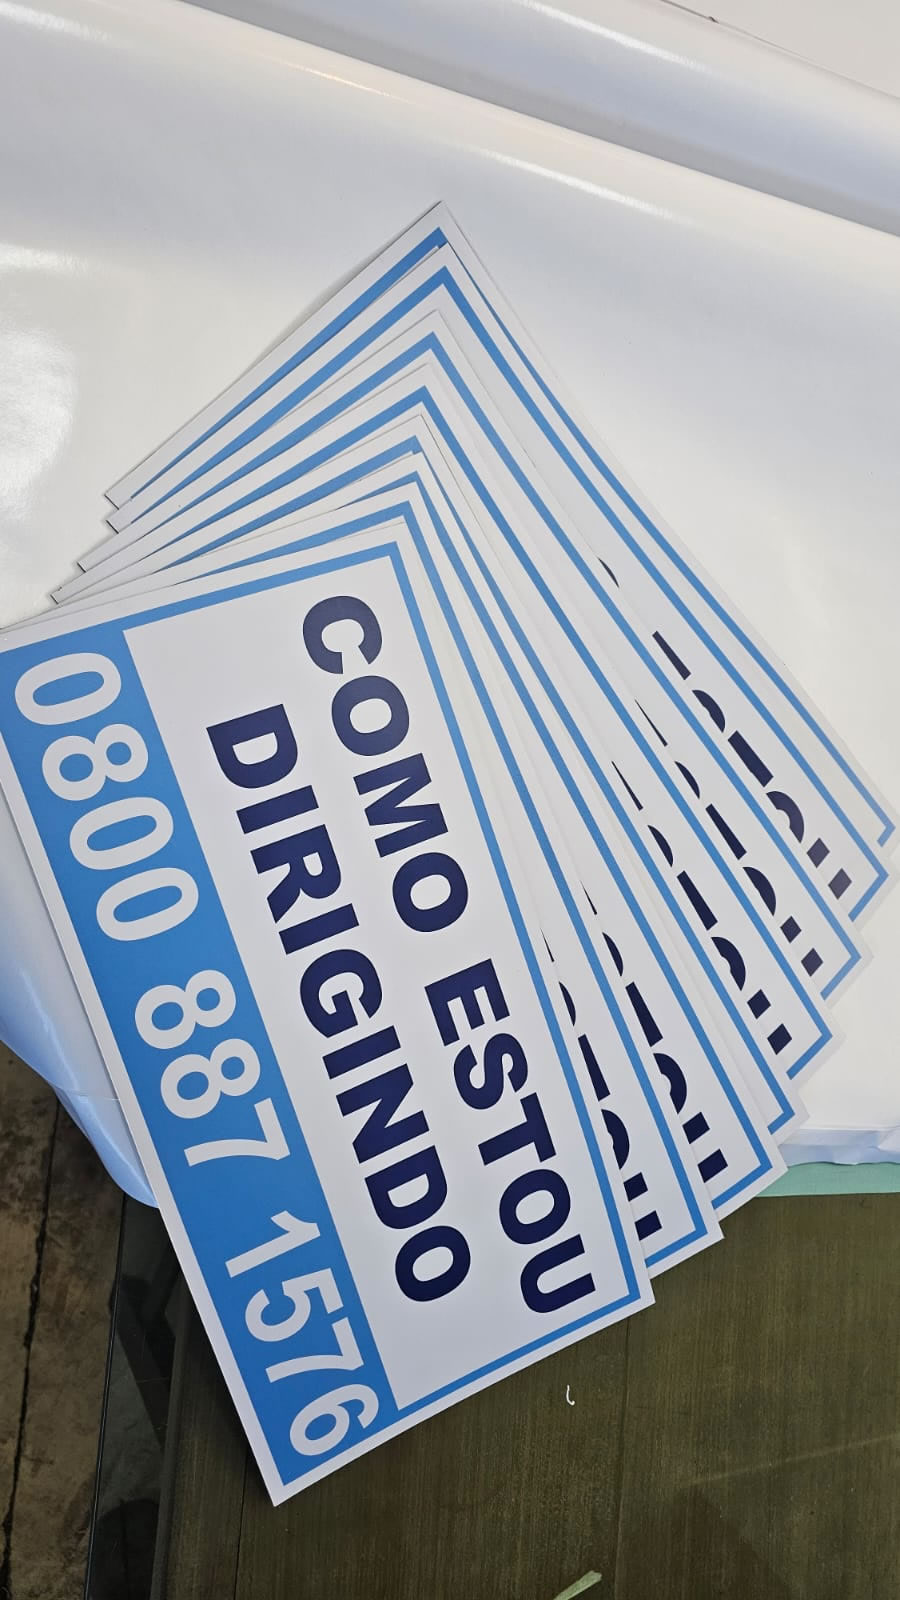 COMO ESTOU
DIRIGINDO
0800 887 1576